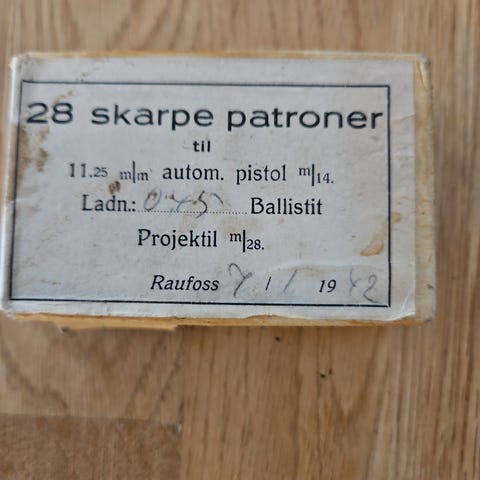 28 skarpe patroner
til
11.25 m|m autom. pistol m|14.
Ladn.: 0.45 Ballistit
Projektil m|28.
Raufoss 7/1 1942